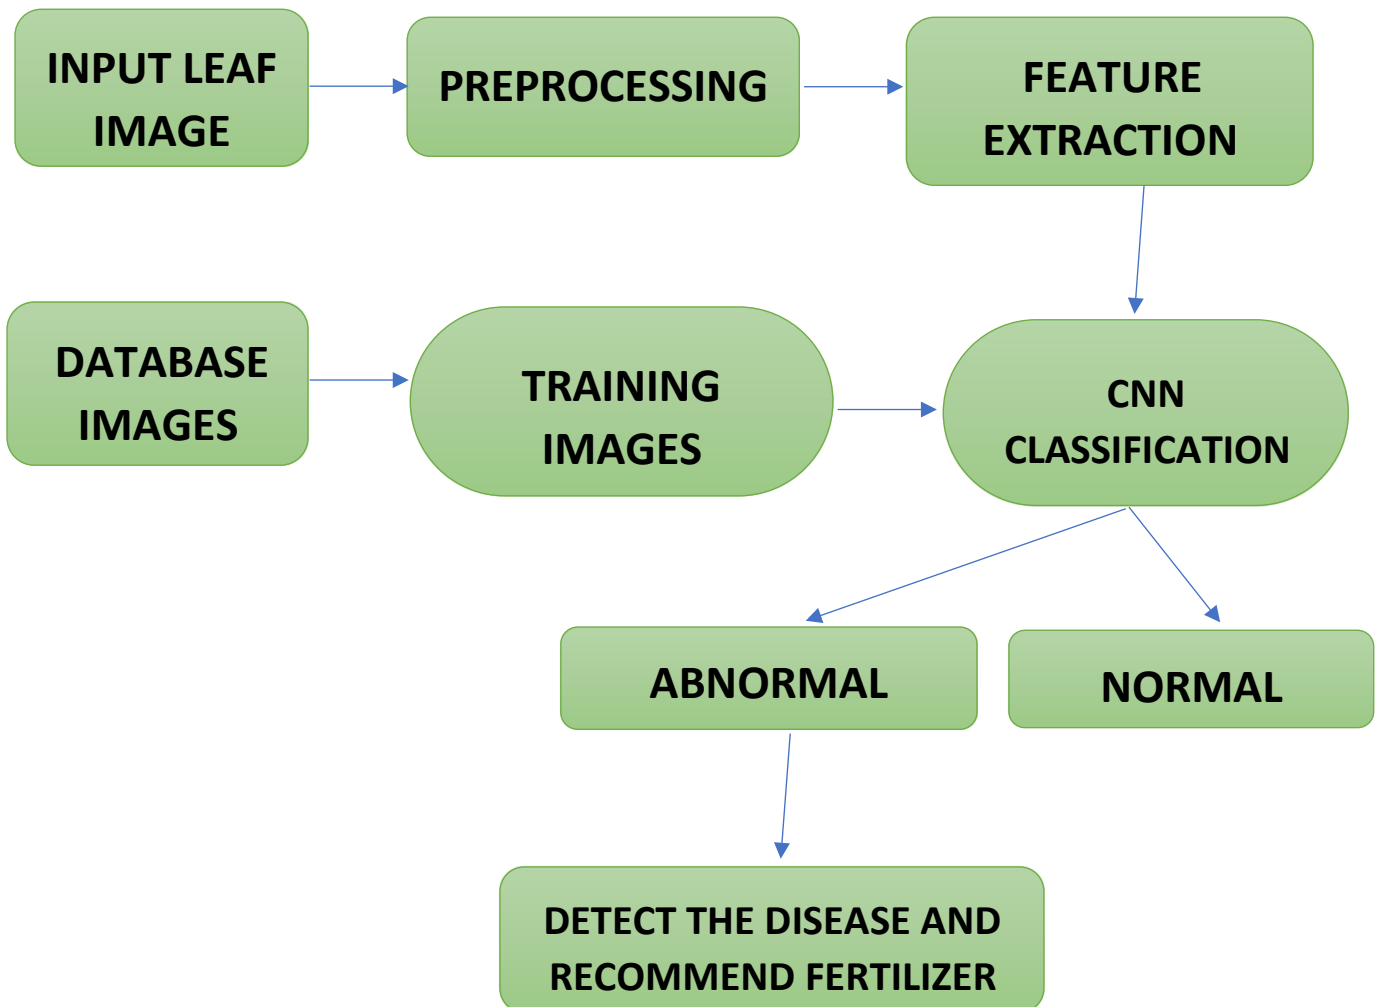 INPUT LEAF
IMAGE
PREPROCESSING
FEATURE
EXTRACTION
DATABASE
IMAGES
TRAINING
IMAGES
CNN
CLASSIFICATION
ABNORMAL
NORMAL
DETECT THE DISEASE AND
RECOMMEND FERTILIZER